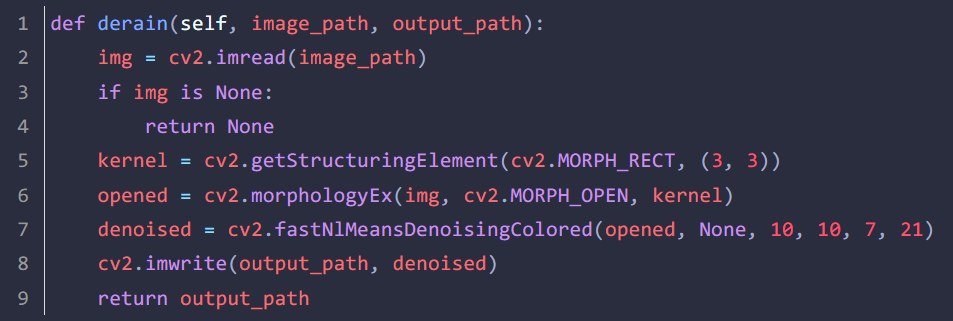 1 def derain(self, image_path, output_path):
2     img = cv2.imread(image_path)
3     if img is None:
4         return None
5     kernel = cv2.getStructuringElement(cv2.MORPH_RECT, (3, 3))
6     opened = cv2.morphologyEx(img, cv2.MORPH_OPEN, kernel)
7     denoised = cv2.fastNlMeansDenoisingColored(opened, None, 10, 10, 7, 21)
8     cv2.imwrite(output_path, denoised)
9     return output_path